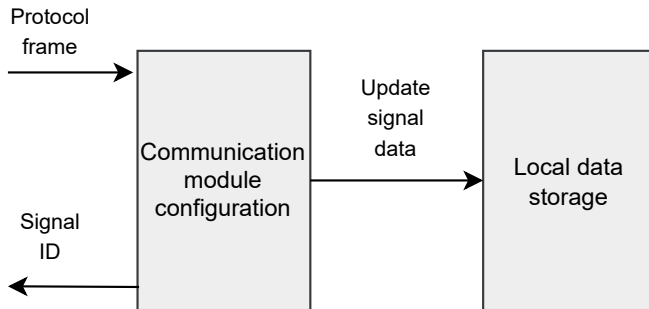 Protocol
frame
Communication
module
configuration
Update
signal
data
Local data
storage
Signal
ID